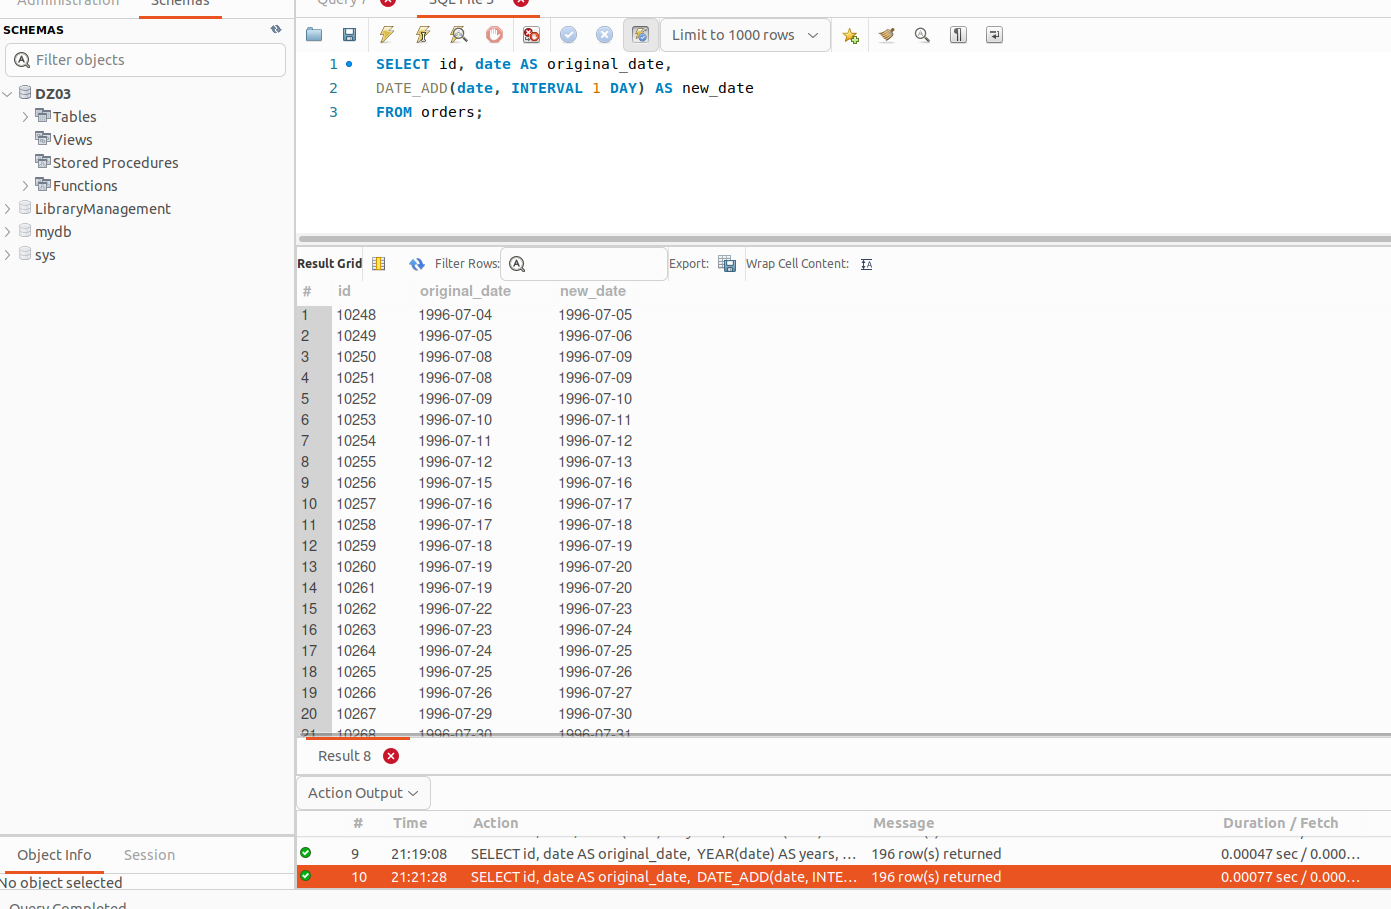 Administration Schemas
Query 7 SQL File 3
SCHEMAS
Filter objects
DZ03
Tables
Views
Stored Procedures
Functions
LibraryManagement
mydb
sys
Limit to 1000 rows
1 SELECT id, date AS original_date,
2 DATE_ADD(date, INTERVAL 1 DAY) AS new_date
3 FROM orders;
Result Grid Filter Rows: Export: Wrap Cell Content:
# id original_date new_date
1 10248 1996-07-04 1996-07-05
2 10249 1996-07-05 1996-07-06
3 10250 1996-07-08 1996-07-09
4 10251 1996-07-08 1996-07-09
5 10252 1996-07-09 1996-07-10
6 10253 1996-07-10 1996-07-11
7 10254 1996-07-11 1996-07-12
8 10255 1996-07-12 1996-07-13
9 10256 1996-07-15 1996-07-16
10 10257 1996-07-16 1996-07-17
11 10258 1996-07-17 1996-07-18
12 10259 1996-07-18 1996-07-19
13 10260 1996-07-19 1996-07-20
14 10261 1996-07-19 1996-07-20
15 10262 1996-07-22 1996-07-23
16 10263 1996-07-23 1996-07-24
17 10264 1996-07-24 1996-07-25
18 10265 1996-07-25 1996-07-26
19 10266 1996-07-26 1996-07-27
20 10267 1996-07-29 1996-07-30
21 10268 1996-07-30 1996-07-31
Result 8
Action Output
# Time Action Message Duration / Fetch
9 21:19:08 SELECT id, date AS original_date, YEAR(date) AS years, ... 196 row(s) returned 0.00047 sec / 0.000...
10 21:21:28 SELECT id, date AS original_date, DATE_ADD(date, INTE... 196 row(s) returned 0.00077 sec / 0.000...
Object Info Session
No object selected
Query Completed